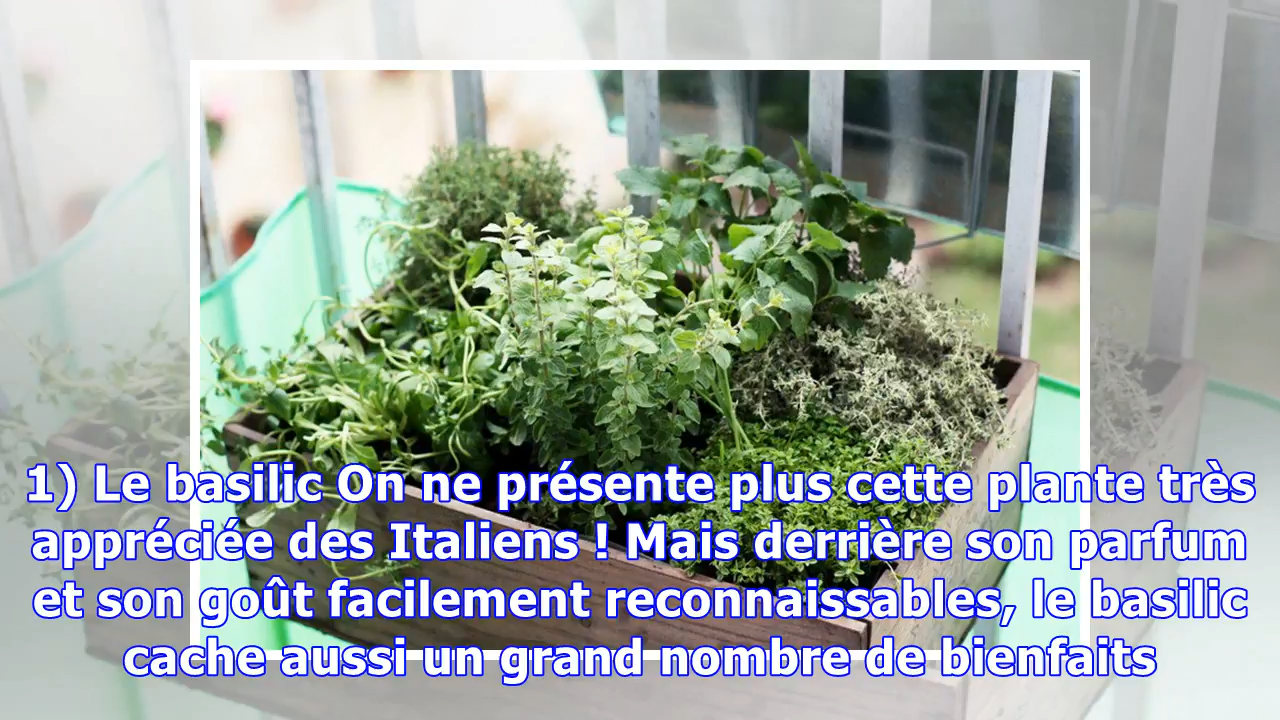 1) Le basilic On ne présente plus cette plante très
appréciée des Italiens ! Mais derrière son parfum
et son goût facilement reconnaissables, le basilic
cache aussi un grand nombre de bienfaits